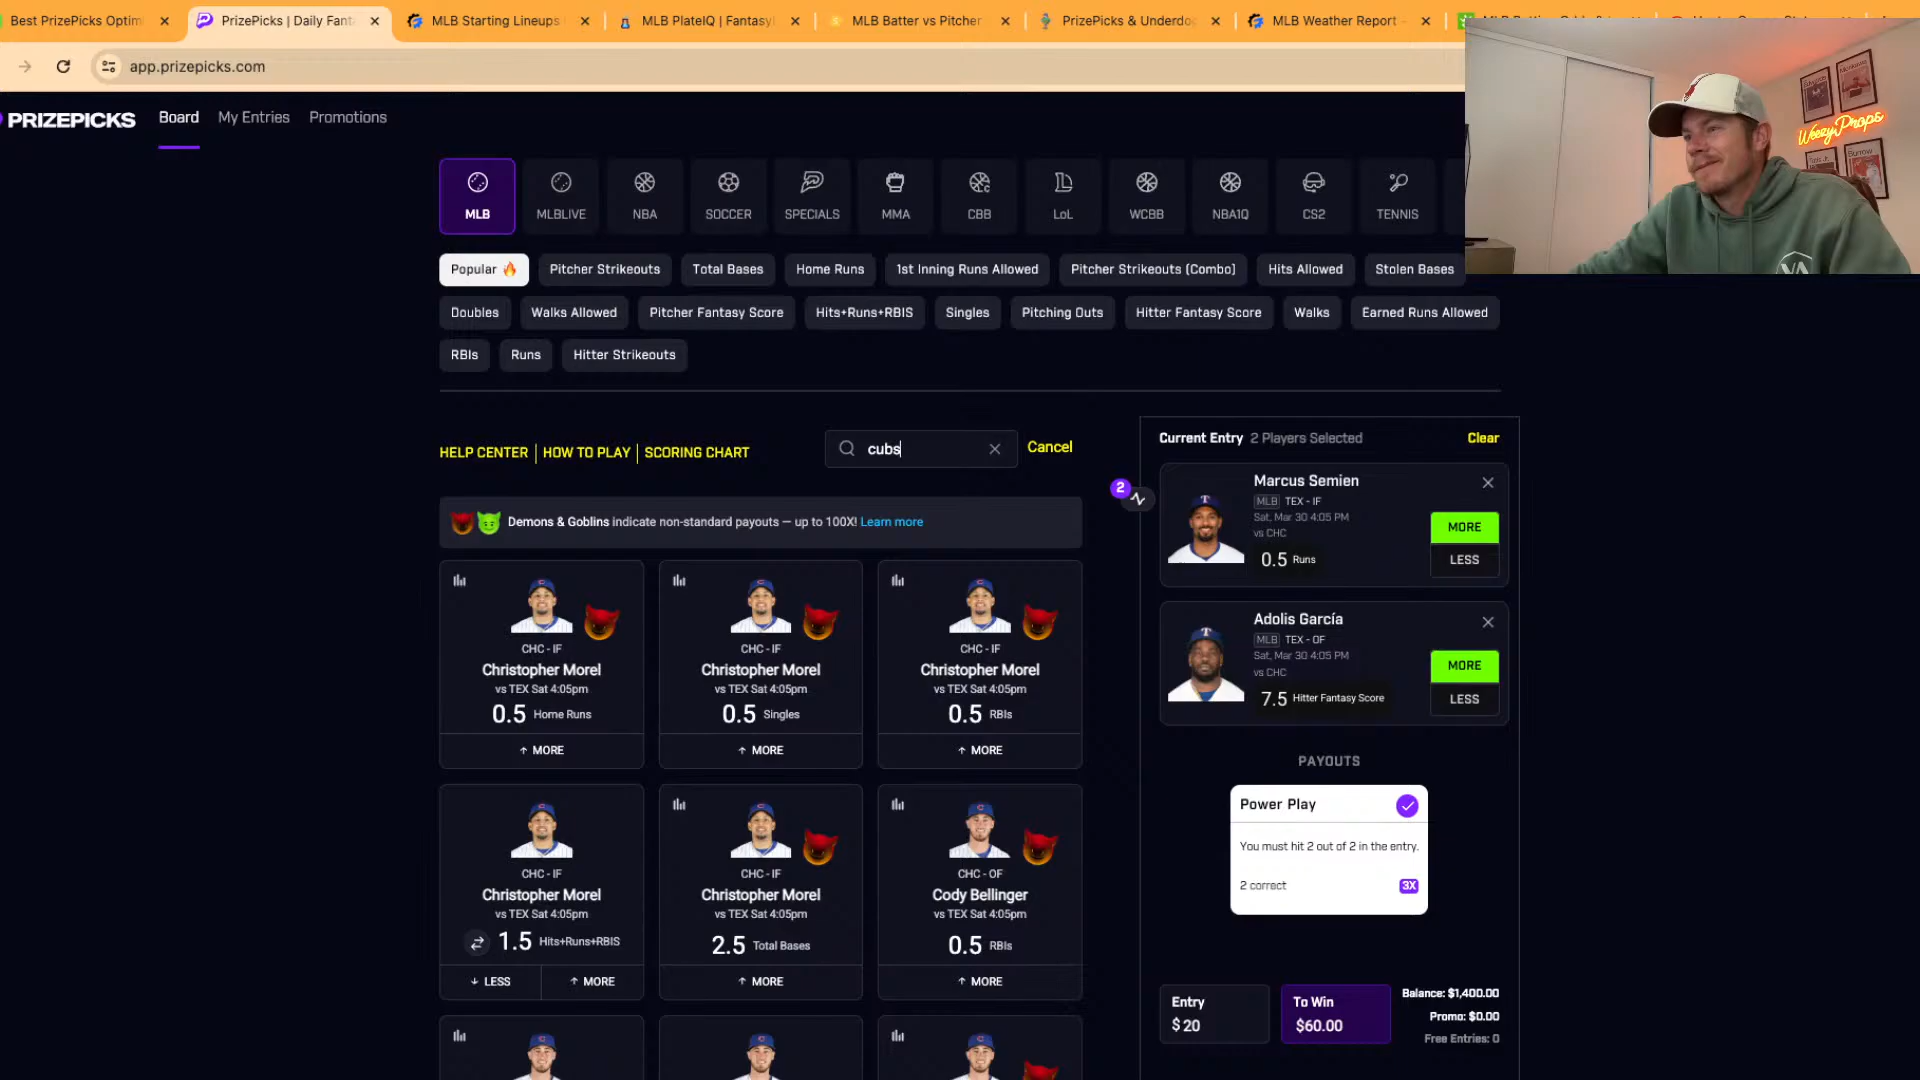 Best PrizePicks Optim
PrizePicks | Daily Fant
MLB Starting Lineups
MLB PlateIQ | Fantasy
MLB Batter vs Pitcher
PrizePicks & Underdo
MLB Weather Report -
app.prizepicks.com
PRIZEPICKS Board My Entries Promotions
MLB MLBLIVE NBA SOCCER SPECIALS MMA CBB LoL WCBB NBA1Q CS2 TENNIS
WeezyProps
Burrow
Popular Pitcher Strikeouts Total Bases Home Runs 1st Inning Runs Allowed Pitcher Strikeouts (Combo) Hits Allowed Stolen Bases
Doubles Walks Allowed Pitcher Fantasy Score Hits+Runs+RBIS Singles Pitching Outs Hitter Fantasy Score Walks Earned Runs Allowed
RBIs Runs Hitter Strikeouts
HELP CENTER | HOW TO PLAY | SCORING CHART
cubs
Cancel
Demons & Goblins indicate non-standard payouts — up to 100X! Learn more
CHC - IF
Christopher Morel
vs TEX Sat 4:05pm
0.5 Home Runs
↑ MORE
CHC - IF
Christopher Morel
vs TEX Sat 4:05pm
0.5 Singles
↑ MORE
CHC - IF
Christopher Morel
vs TEX Sat 4:05pm
0.5 RBIs
↑ MORE
CHC - IF
Christopher Morel
vs TEX Sat 4:05pm
1.5 Hits+Runs+RBIS
↓ LESS ↑ MORE
CHC - IF
Christopher Morel
vs TEX Sat 4:05pm
2.5 Total Bases
↑ MORE
CHC - OF
Cody Bellinger
vs TEX Sat 4:05pm
0.5 RBIs
↑ MORE
Current Entry 2 Players Selected Clear
2
Marcus Semien
MLB TEX - IF
Sat, Mar 30 4:05 PM
vs CHC
0.5 Runs
MORE
LESS
Adolis García
MLB TEX - OF
Sat, Mar 30 4:05 PM
vs CHC
7.5 Hitter Fantasy Score
MORE
LESS
PAYOUTS
Power Play
You must hit 2 out of 2 in the entry.
2 correct 3X
Entry
$ 20
To Win
$60.00
Balance: $1,400.00
Promo: $0.00
Free Entries: 0